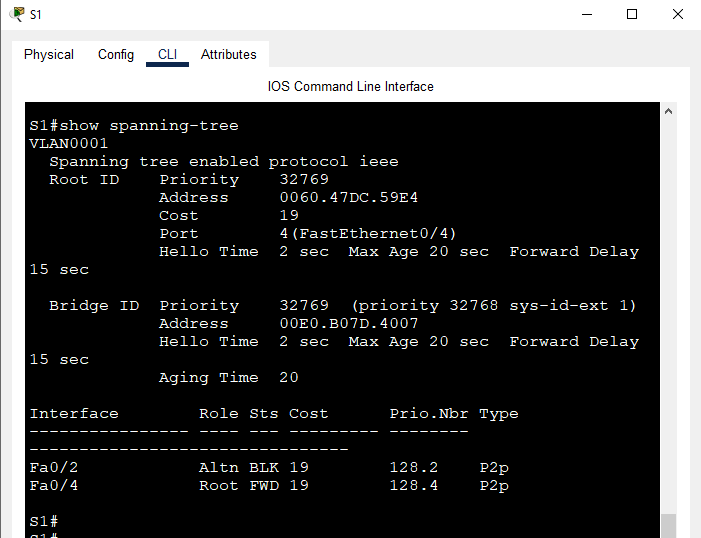 S1
Physical Config CLI Attributes
IOS Command Line Interface
S1#show spanning-tree
VLAN0001
  Spanning tree enabled protocol ieee
  Root ID    Priority    32769
             Address     0060.47DC.59E4
             Cost        19
             Port        4(FastEthernet0/4)
             Hello Time  2 sec  Max Age 20 sec  Forward Delay
15 sec

  Bridge ID  Priority    32769  (priority 32768 sys-id-ext 1)
             Address     00E0.B07D.4007
             Hello Time  2 sec  Max Age 20 sec  Forward Delay
15 sec
             Aging Time  20

Interface        Role Sts Cost      Prio.Nbr Type
---------------- ---- --- --------- --------
--------------------------------
Fa0/2            Altn BLK 19        128.2    P2p
Fa0/4            Root FWD 19        128.4    P2p

S1#
S1#